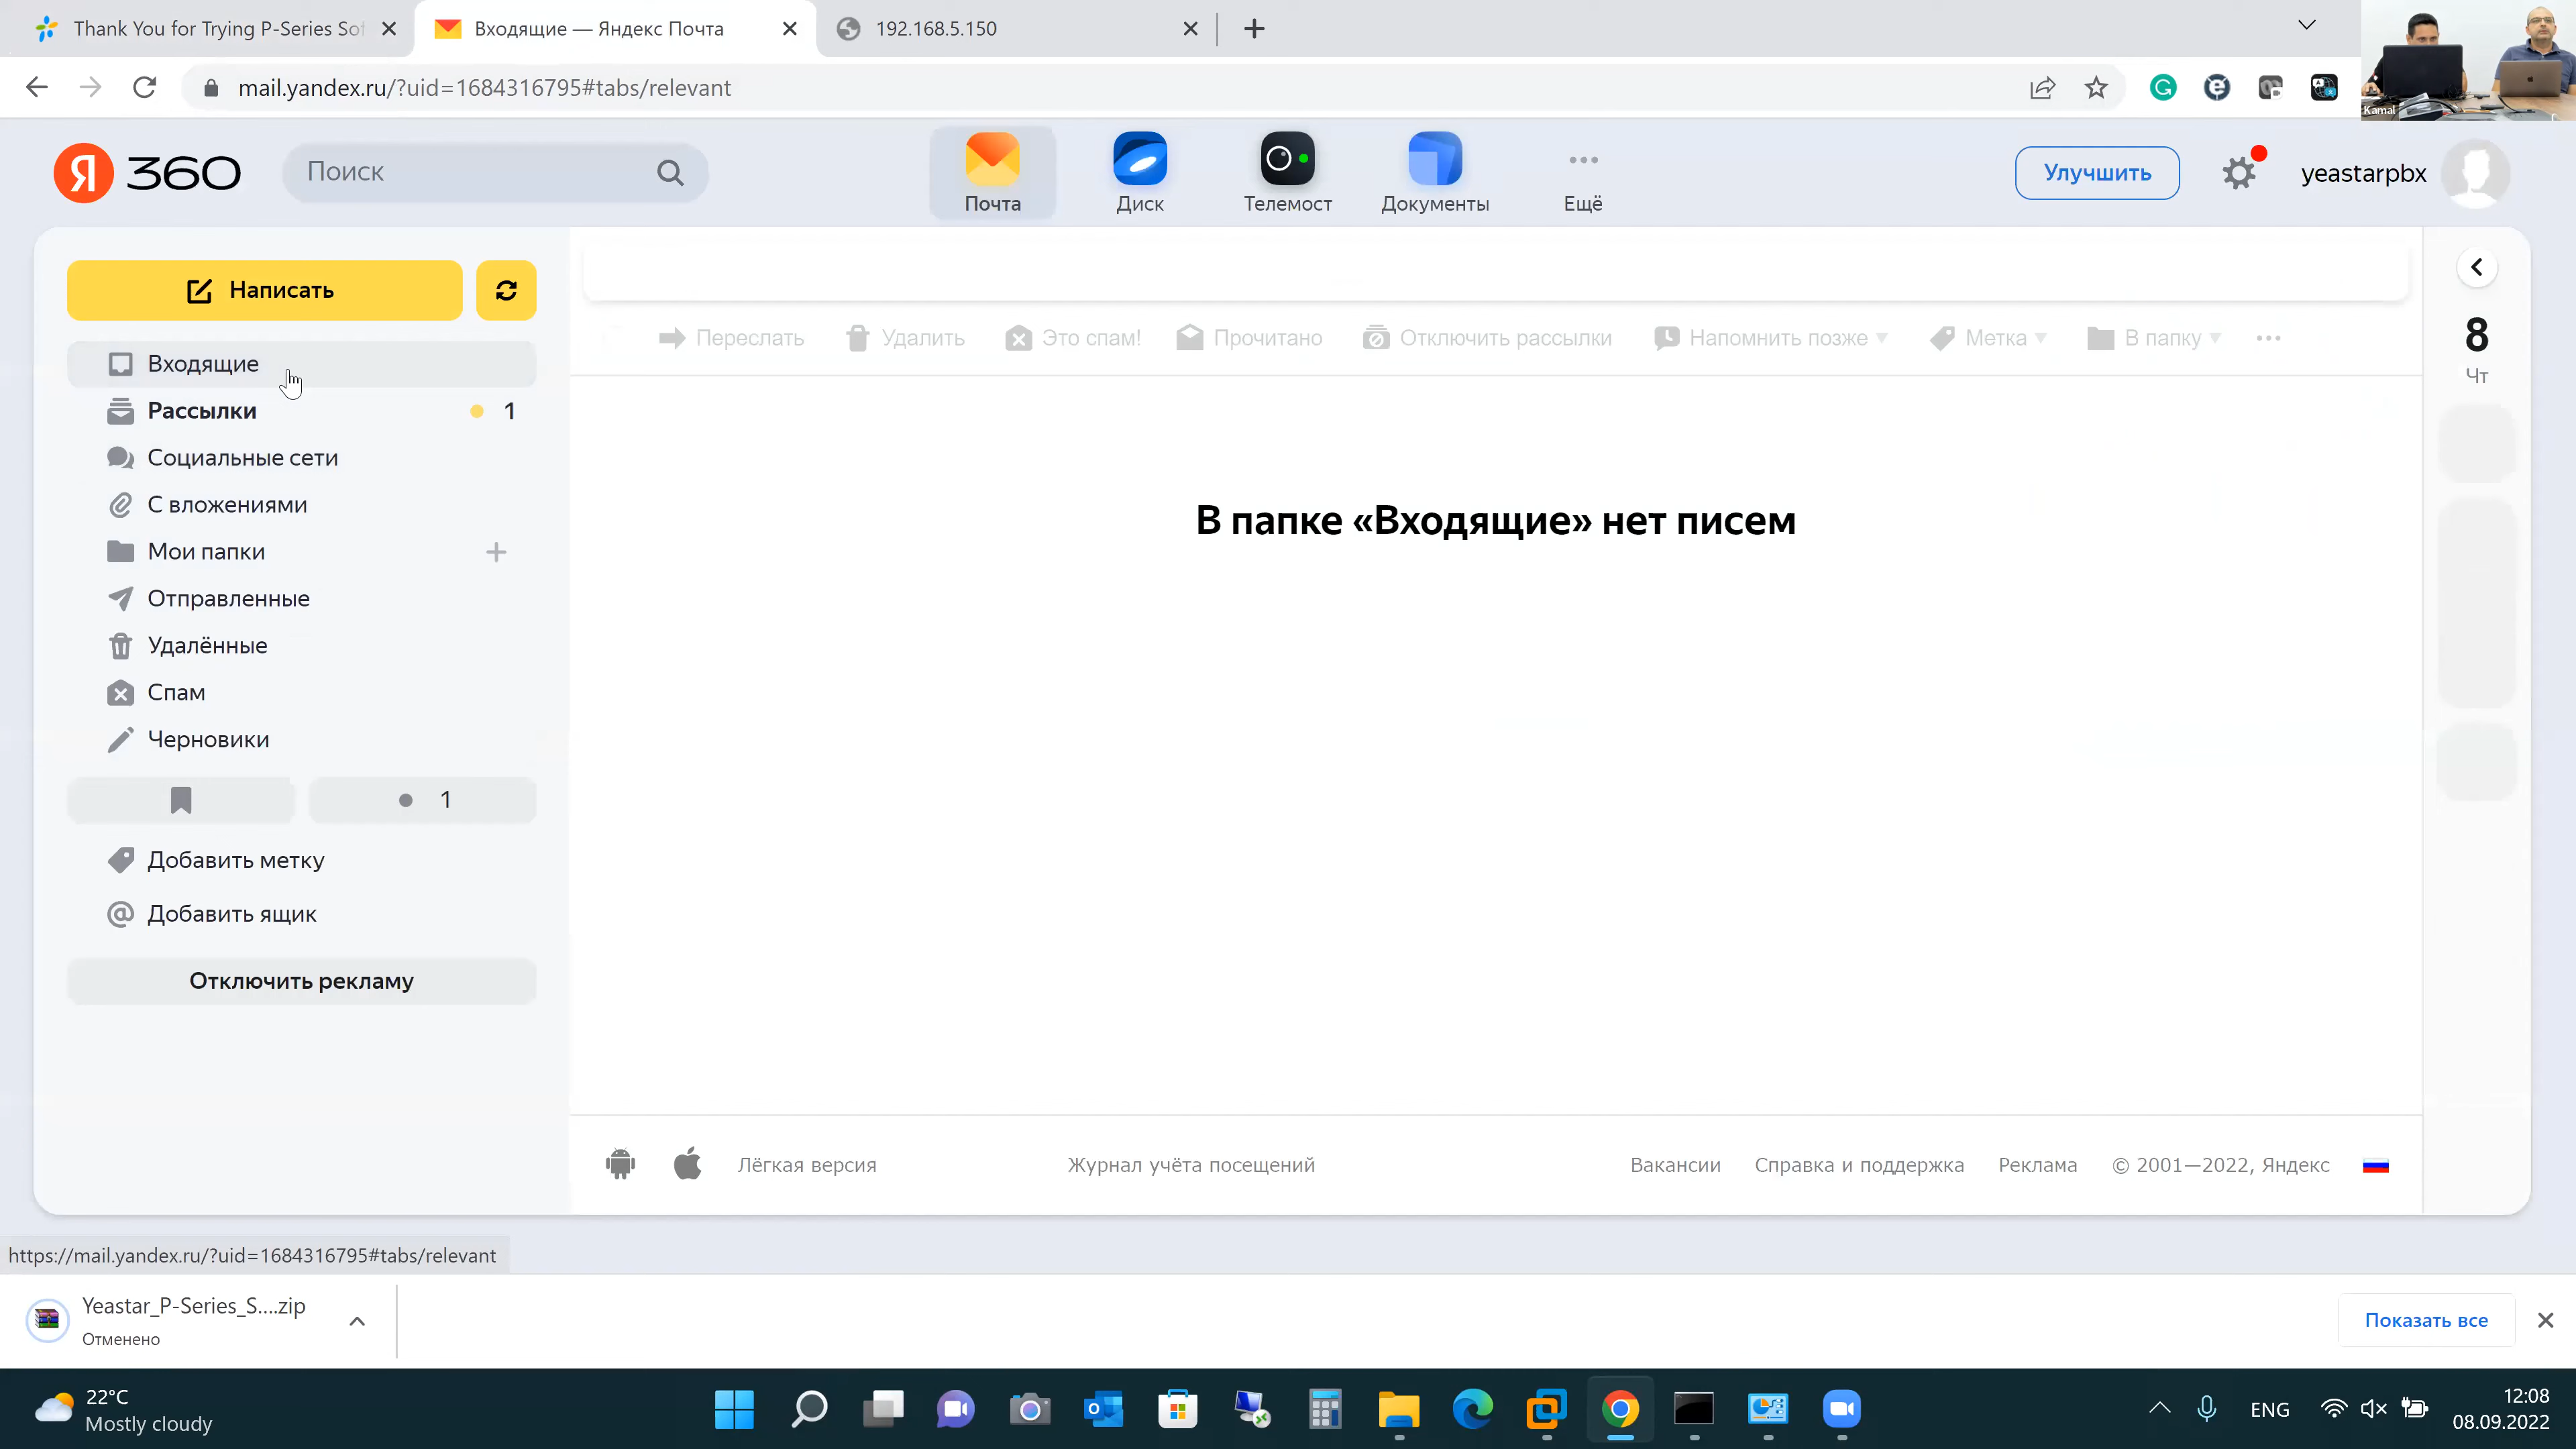 Thank You for Trying P-Series Sof
Входящие — Яндекс Почта
192.168.5.150
mail.yandex.ru/?uid=1684316795#tabs/relevant
Kamal
Я 360
Поиск
Почта
Диск
Телемост
Документы
Ещё
Улучшить
yeastarpbx
Написать
Входящие
Рассылки 1
Социальные сети
С вложениями
Мои папки
Отправленные
Удалённые
Спам
Черновики
1
Добавить метку
Добавить ящик
Отключить рекламу
Переслать
Удалить
Это спам!
Прочитано
Отключить рассылки
Напомнить позже
Метка
В папку
В папке «Входящие» нет писем
8
Чт
Лёгкая версия
Журнал учёта посещений
Вакансии
Справка и поддержка
Реклама
© 2001—2022, Яндекс
https://mail.yandex.ru/?uid=1684316795#tabs/relevant
Yeastar_P-Series_S....zip
Отменено
Показать все
22°C
Mostly cloudy
ENG
12:08
08.09.2022